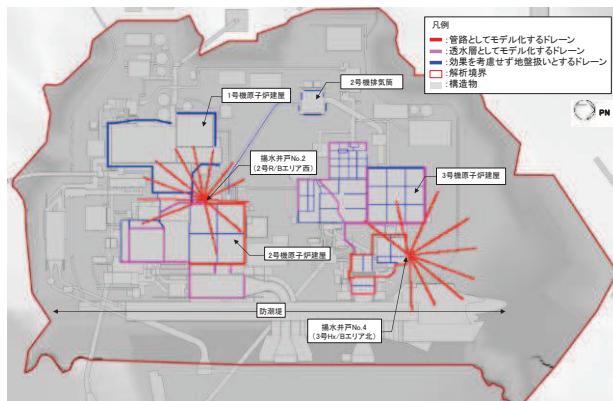 凡例
:管路としてモデル化するドレーン
:透水層としてモデル化するドレーン
:効果を考慮せず地盤扱いとするドレーン
:解析境界
:構造物
PN
1号機原子炉建屋
2号機排気筒
揚水井戸No.2
(2号R/Bエリア西)
3号機原子炉建屋
2号機原子炉建屋
防潮堤
揚水井戸No.4
(3号Hx/Bエリア北)